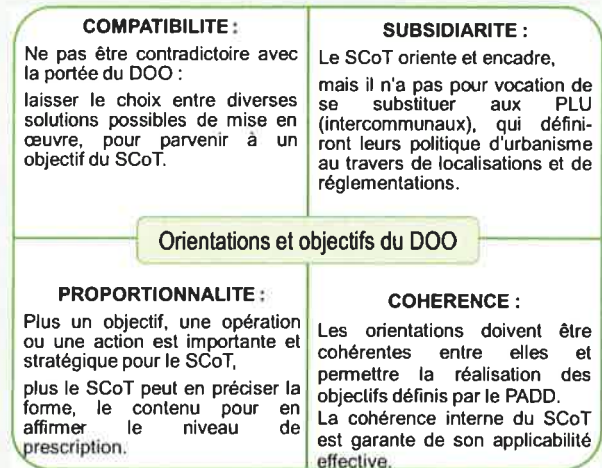 COMPATIBILITE :
Ne pas être contradictoire avec
la portée du DOO :
laisser le choix entre diverses
solutions possibles de mise en
œuvre, pour parvenir à un
objectif du SCoT.
SUBSIDIARITE :
Le SCoT oriente et encadre,
mais il n'a pas pour vocation de
se substituer aux PLU
(intercommunaux), qui défini-
ront leurs politique d'urbanisme
au travers de localisations et de
réglementations.
Orientations et objectifs du DOO
PROPORTIONNALITE :
Plus un objectif, une opération
ou une action est importante et
stratégique pour le SCoT,
plus le SCoT peut en préciser la
forme, le contenu pour en
affirmer le niveau de
prescription.
COHERENCE :
Les orientations doivent être
cohérentes entre elles et
permettre la réalisation des
objectifs définis par le PADD.
La cohérence interne du SCoT
est garante de son applicabilité
effective.